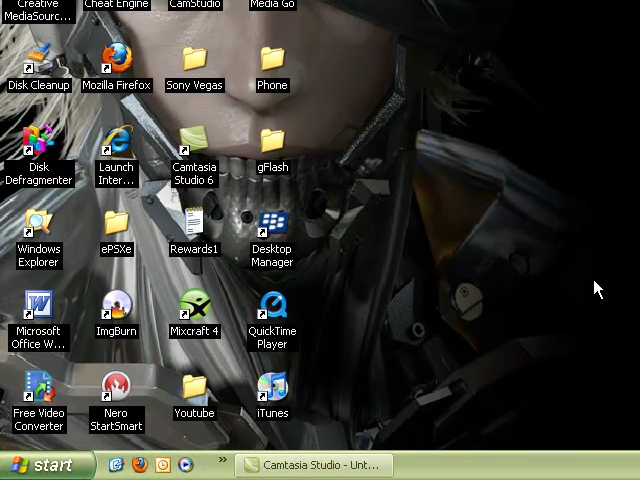 Creative
MediaSourc...
Cheat Engine
CamStudio
Media Go
Disk Cleanup
Mozilla Firefox
Sony Vegas
Phone
Disk
Defragmenter
Launch
Inter...
Camtasia
Studio 6
gFlash
Windows
Explorer
ePSXe
Rewards1
Desktop
Manager
Microsoft
Office W...
ImgBurn
Mixcraft 4
QuickTime
Player
Free Video
Converter
Nero
StartSmart
Youtube
iTunes
start
Camtasia Studio - Unt...